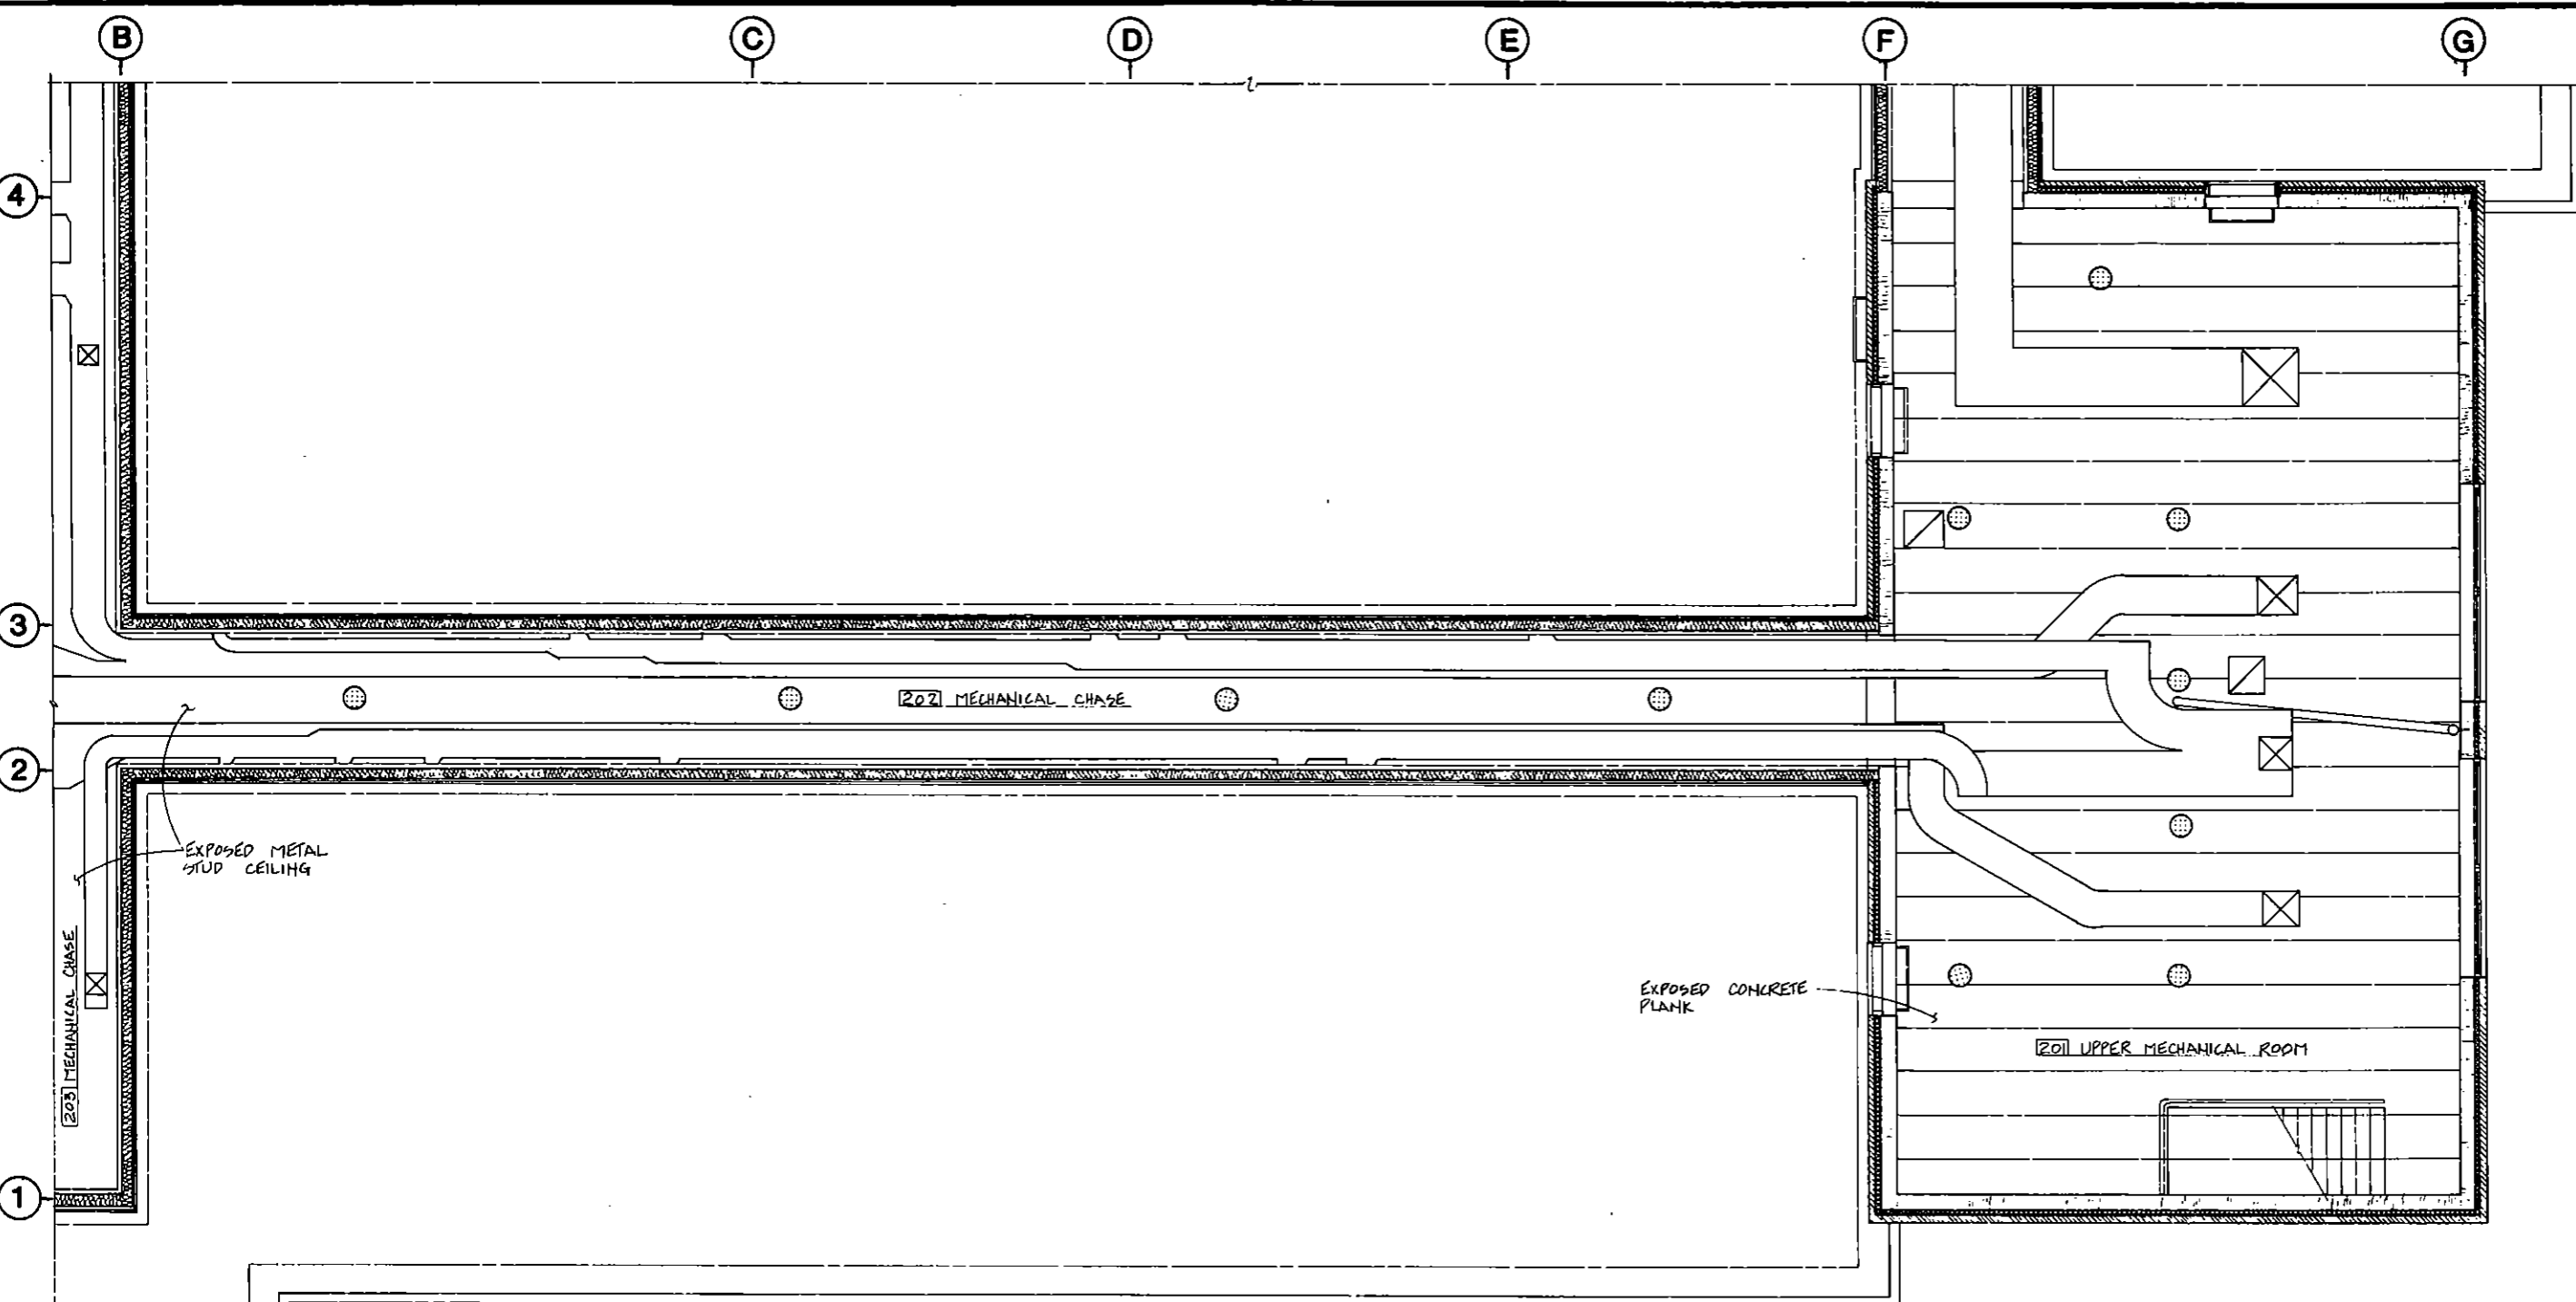 B C D E F G
4
3
202 MECHANICAL CHASE
2
EXPOSED METAL
STUD CEILING
203 MECHANICAL CHASE
EXPOSED CONCRETE
PLANK
201 UPPER MECHANICAL ROOM
1